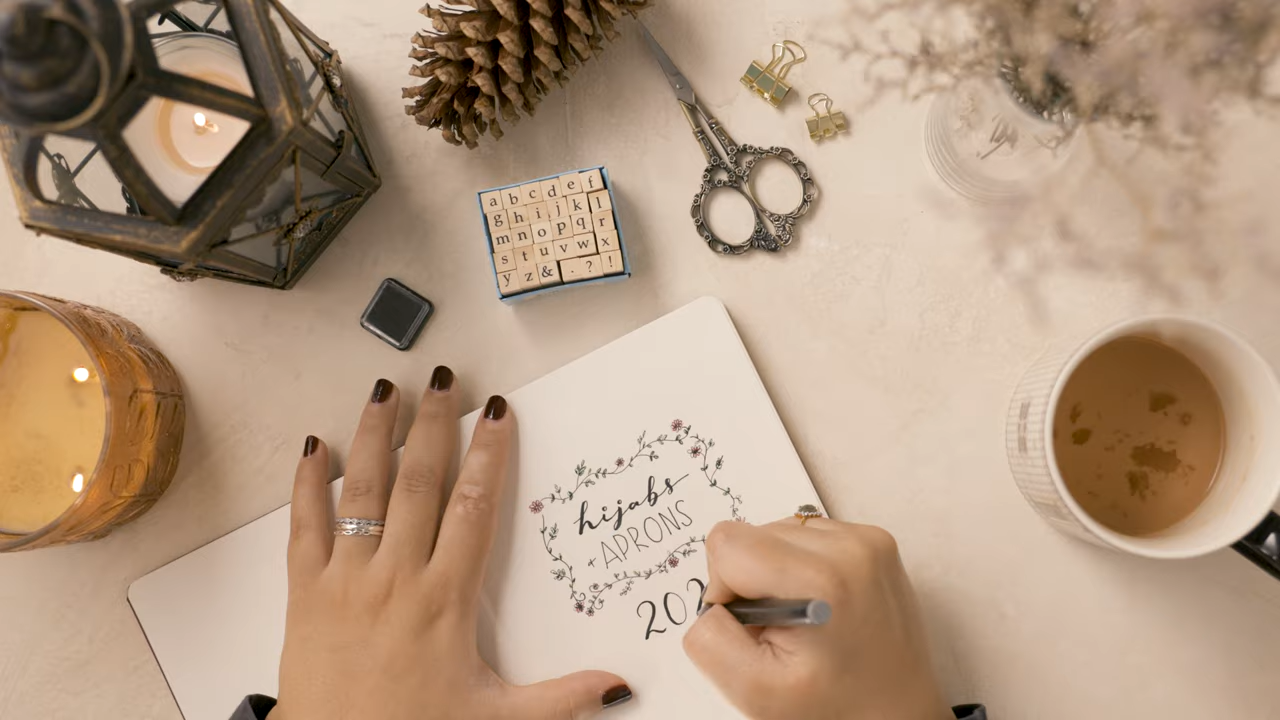 a b c d e f
g h i j k l
m n o p q r
s t u v w x
y z & . ? !
hijabs
+ APRONS
202